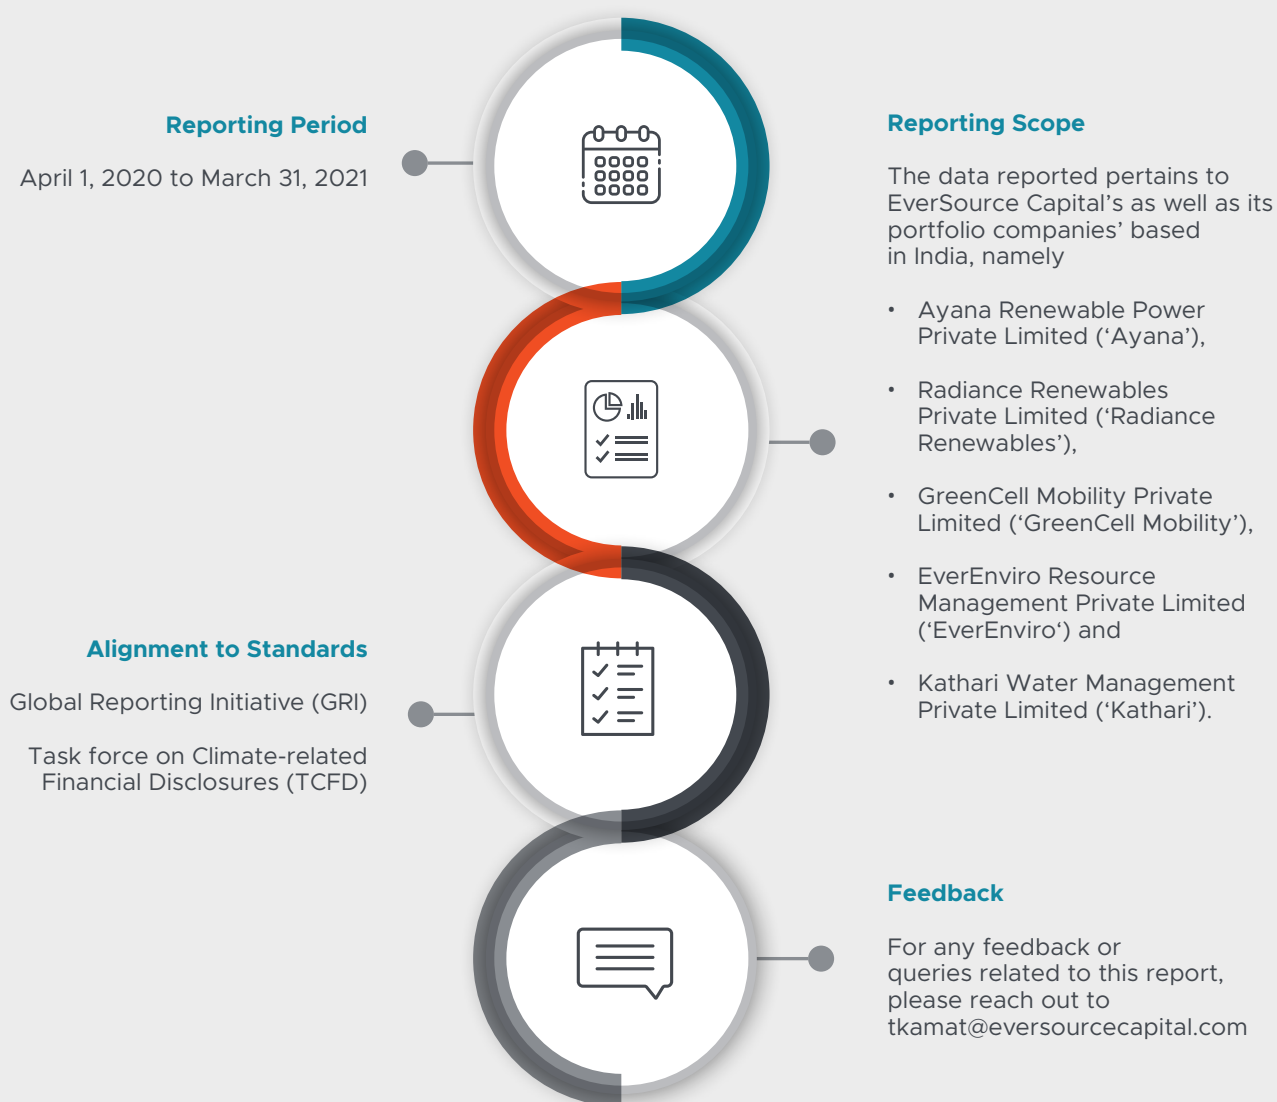 Reporting Period
April 1, 2020 to March 31, 2021
Reporting Scope
The data reported pertains to
EverSource Capital’s as well as its
portfolio companies’ based
in India, namely
• Ayana Renewable Power
Private Limited (‘Ayana’),
• Radiance Renewables
Private Limited (‘Radiance
Renewables’),
• GreenCell Mobility Private
Limited (‘GreenCell Mobility’),
• EverEnviro Resource
Management Private Limited
(‘EverEnviro‘) and
• Kathari Water Management
Private Limited (‘Kathari’).
Alignment to Standards
Global Reporting Initiative (GRI)
Task force on Climate-related
Financial Disclosures (TCFD)
Feedback
For any feedback or
queries related to this report,
please reach out to
tkamat@eversourcecapital.com